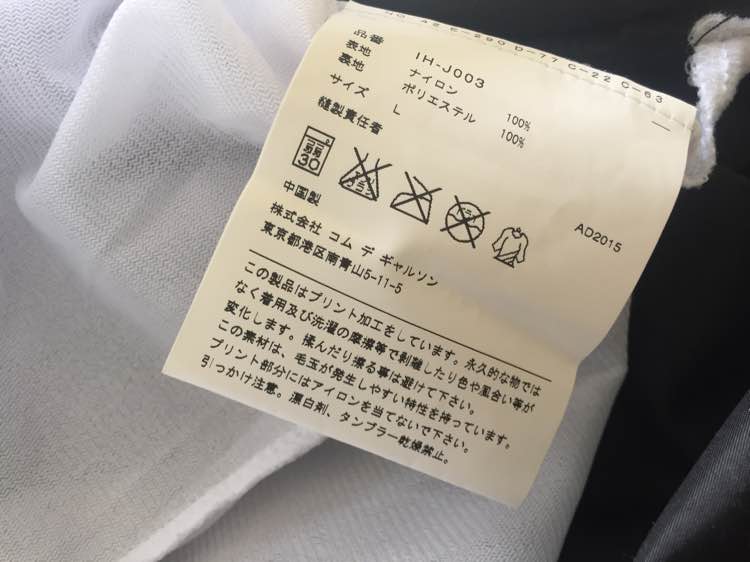 NO. 42 E-290 D-77 C-22 C-63
品番 IH-J003
表地 ナイロン 100%
裏地 ポリエステル 100%
サイズ L
縫製責任者
30
中国製
AD2015
株式会社 コム デ ギャルソン
東京都港区南青山5-11-5
この製品はプリント加工をしています。永久的な物では
なく着用及び洗濯の摩擦等で剥離したり色や風合い等が
変化します。揉んだり擦る事は避けて下さい。
この素材は、毛玉が発生しやすい特性を持っています。
プリント部分にはアイロンを当てないで下さい。
引っかけ注意。漂白剤、タンブラー乾燥禁止。